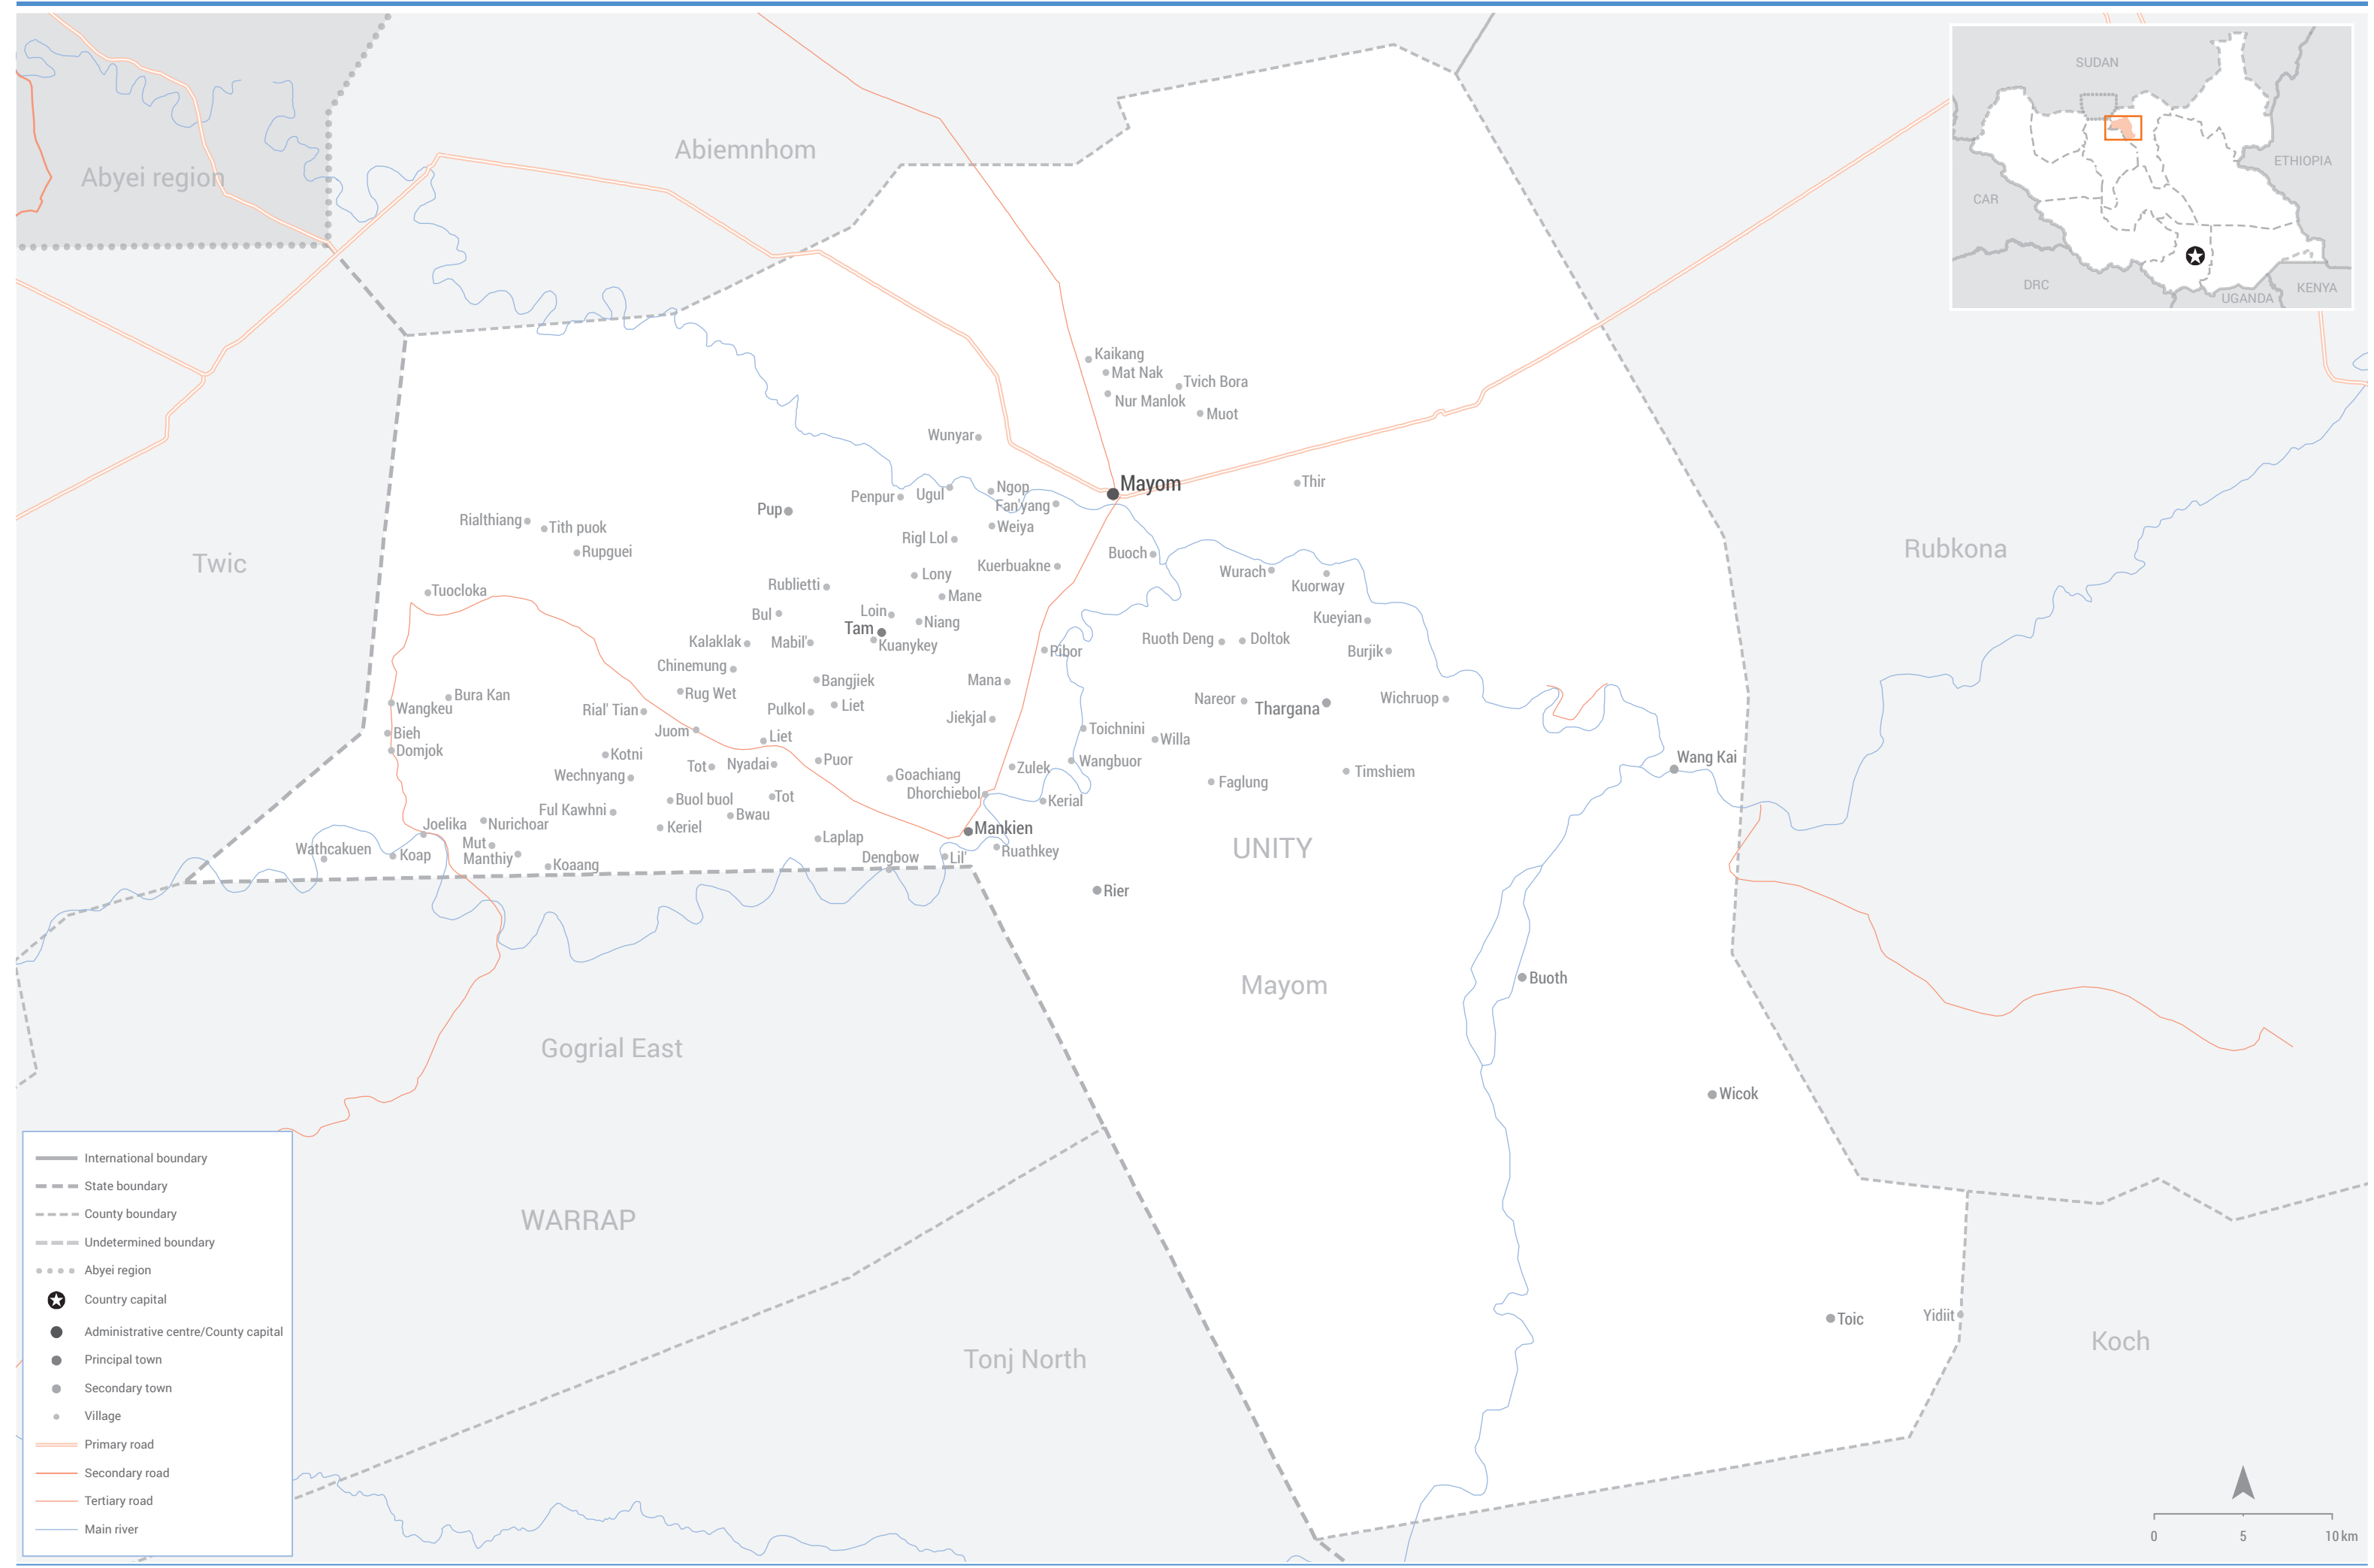 SUDAN
ETHIOPIA
CAR
DRC
UGANDA
KENYA
Abyei region
Abiemnhom
Kaikang
Mat Nak
Tvich Bora
Nur Manlok
Muot
Wunyar
Mayom
Thir
Ngop
Penpur
Ugul
Fan'yang
Pup
Rialthiang
Tith puok
Weiya
Rigl Lol
Rupguei
Buoch
Twic
Rubkona
Kuerbuakne
Wurach
Kuorway
Lony
Rublietti
Tuocloka
Mane
Bul
Loin
Niang
Kueyian
Tam
Kalaklak
Mabil'
Kuanykey
Ruoth Deng
Doltok
Pibor
Burjik
Chinemung
Bangjiek
Mana
Bura Kan
Rug Wet
Nareor
Wichruop
Wangkeu
Rial' Tian
Pulkol
Liet
Thargana
Jiekjal
Bieh
Juom
Liet
Toichnini
Willa
Domjok
Kotni
Puor
Wang Kai
Wechnyang
Tot
Nyadai
Goachiang
Zulek
Wangbuor
Timshiem
Faglung
Dhorchiebol
Buol buol
Tot
Kerial
Ful Kawhni
Bwau
Joelika
Nurichoar
Keriel
Mankien
Laplap
Mut
Wathcakuen
Koap
Manthiy
Dengbow
Lil'
Ruathkey
UNITY
Koaang
Rier
Buoth
Mayom
Gogrial East
Wicok
WARRAP
Toic
Yidiit
Koch
Tonj North
International boundary
State boundary
County boundary
Undetermined boundary
Abyei region
Country capital
Administrative centre/County capital
Principal town
Secondary town
Village
Primary road
Secondary road
Tertiary road
Main river
0 5 10 km